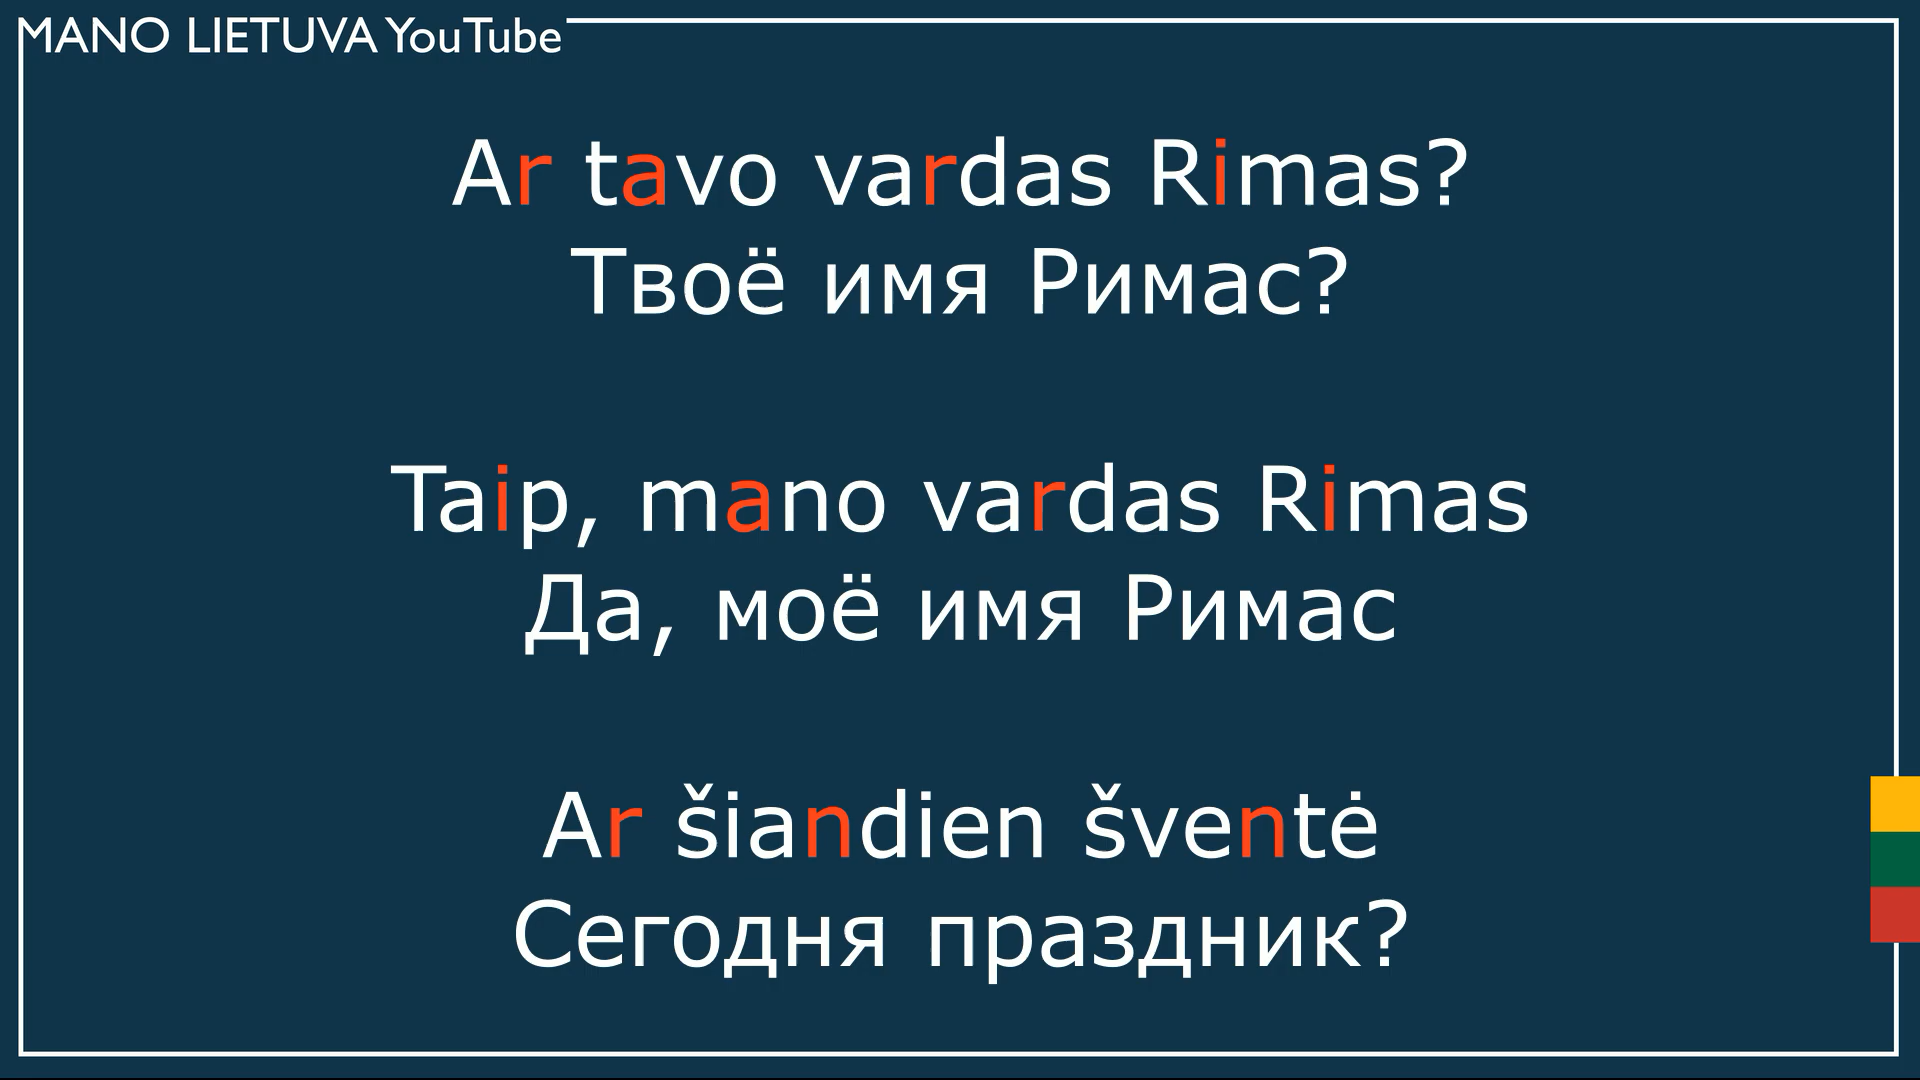 MANO LIETUVA YouTube
Ar tavo vardas Rimas?
Твоё имя Римас?
Taip, mano vardas Rimas
Да, моё имя Римас
Ar šiandien šventė
Сегодня праздник?